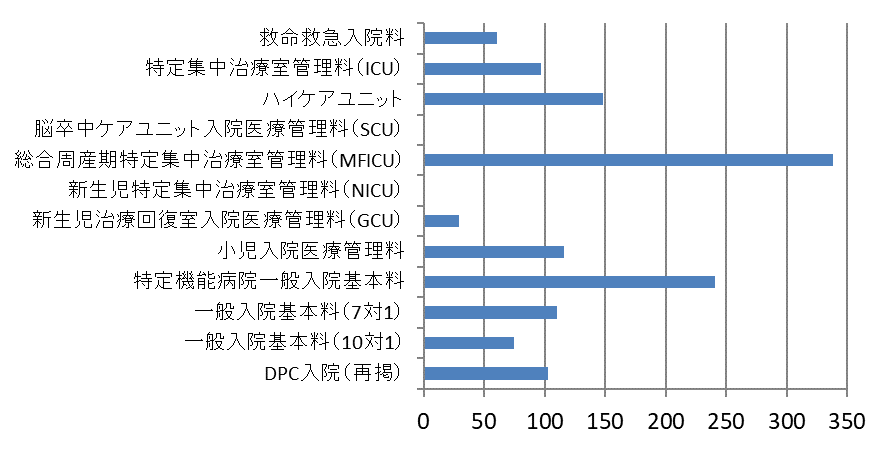 救命救急入院料
特定集中治療室管理料(ICU)
ハイケアユニット
脳卒中ケアユニット入院医療管理料(SCU)
総合周産期特定集中治療室管理料(MFICU)
新生児特定集中治療室管理料(NICU)
新生児治療回復室入院医療管理料(GCU)
小児入院医療管理料
特定機能病院一般入院基本料
一般入院基本料(7対1)
一般入院基本料(10対1)
DPC入院(再掲)
0 50 100 150 200 250 300 350